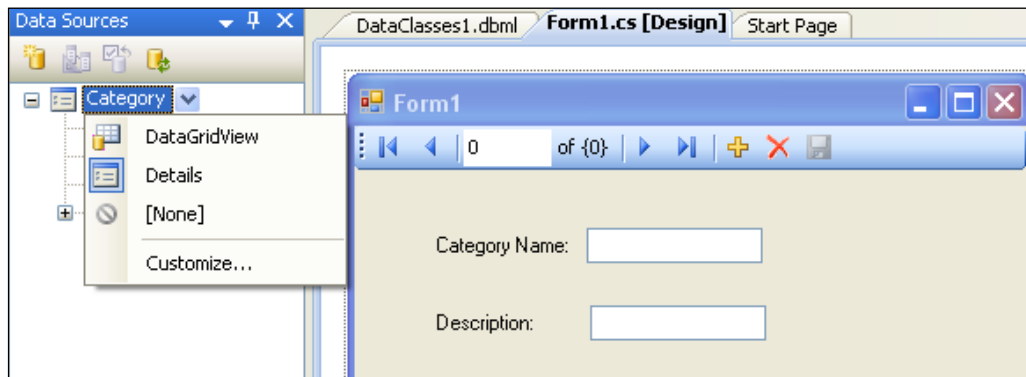 Data Sources
DataClasses1.dbml Form1.cs [Design] Start Page
Category
DataGridView
Details
[None]
Customize...
Form1
0 of {0}
Category Name:
Description: